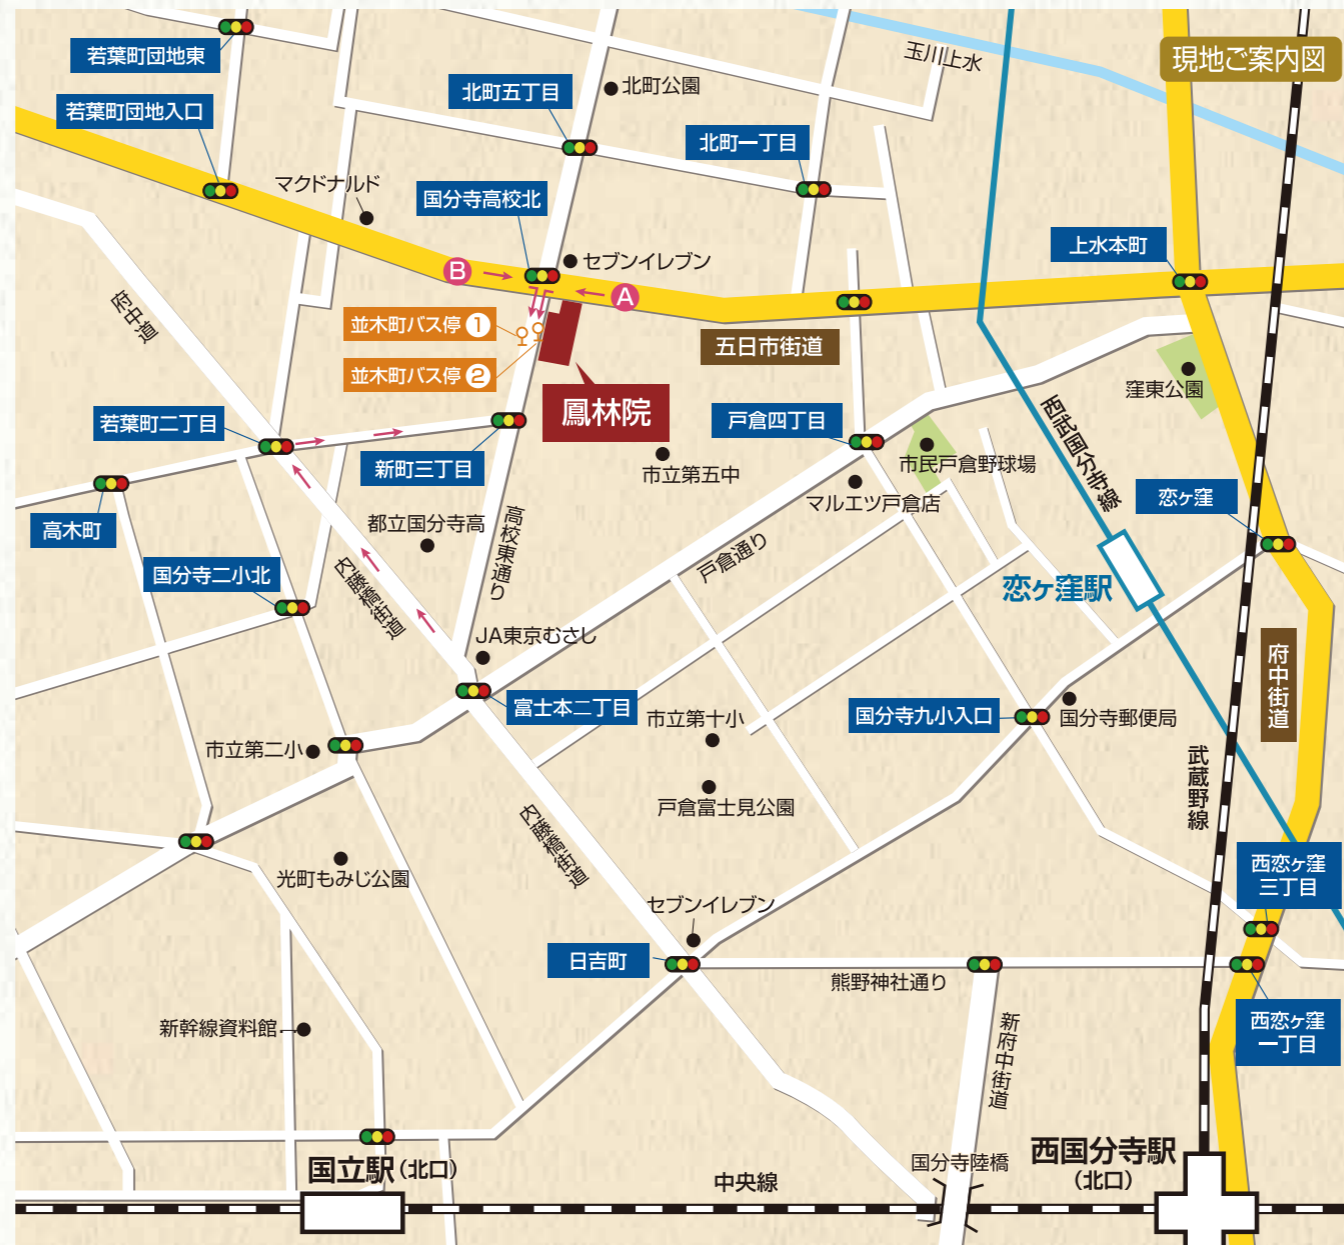 現地ご案内図
若葉町団地東
玉川上水
北町五丁目
北町公園
若葉町団地入口
北町一丁目
マクドナルド
国分寺高校北
上水本町
セブンイレブン
B
A
府中道
並木町バス停①
五日市街道
並木町バス停②
窪東公園
鳳林院
西武国分寺線
若葉町二丁目
戸倉四丁目
新町三丁目
市立第五中
市民戸倉野球場
マルエツ戸倉店
恋ヶ窪
高木町
都立国分寺高
高校東通り
戸倉通り
国分寺二小北
内藤橋街道
恋ヶ窪駅
JA東京むさし
府中街道
富士本二丁目
市立第十小
国分寺九小入口
国分寺郵便局
市立第二小
武蔵野線
戸倉富士見公園
内藤橋街道
光町もみじ公園
西恋ヶ窪
三丁目
セブンイレブン
日吉町
熊野神社通り
新幹線資料館
新府中街道
西恋ヶ窪
一丁目
国立駅(北口)
中央線
国分寺陸橋
西国分寺駅
(北口)